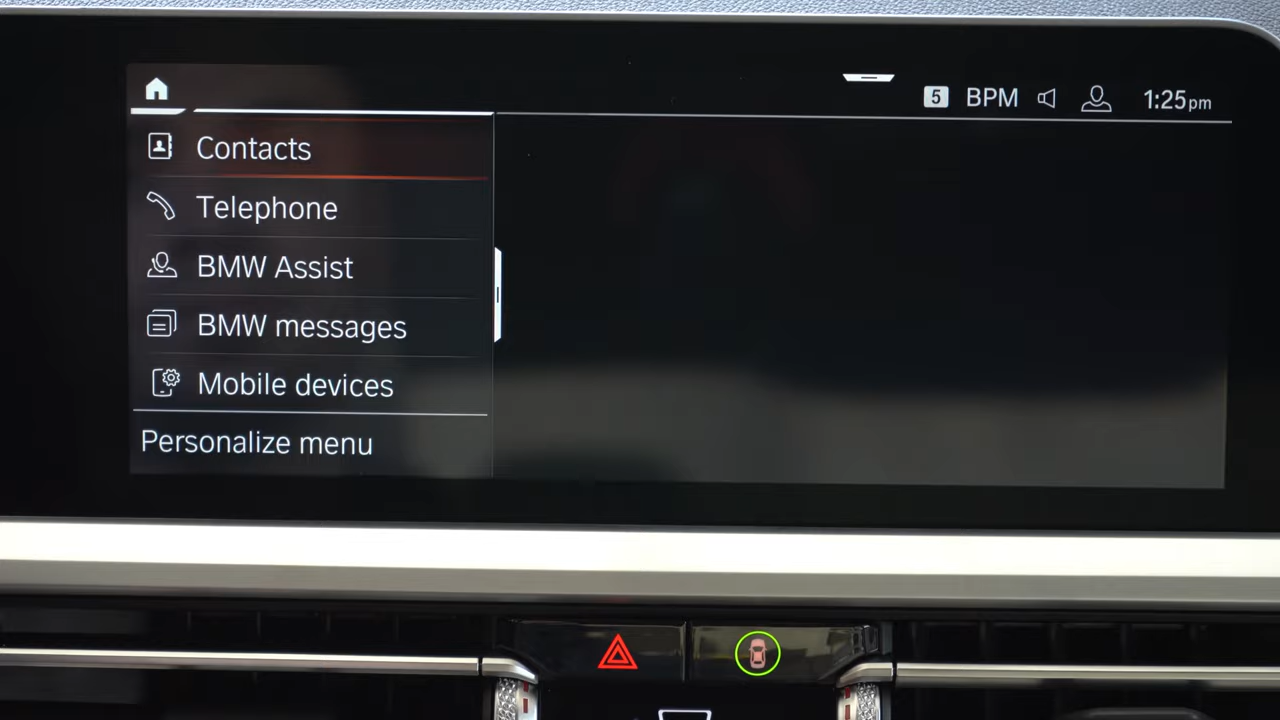 5 BPM 1:25pm
Contacts
Telephone
BMW Assist
BMW messages
Mobile devices
Personalize menu